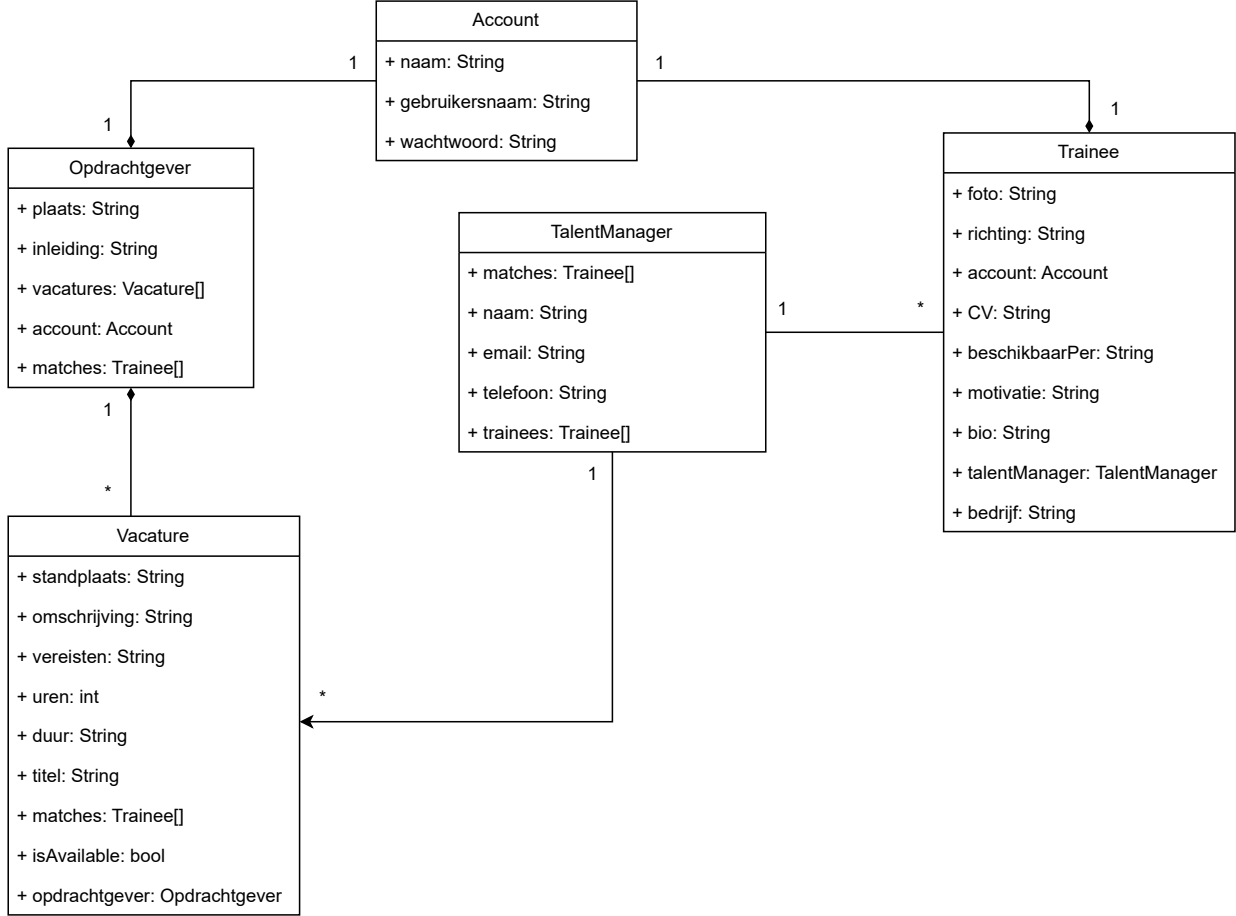 Account
+ naam: String
+ gebruikersnaam: String
+ wachtwoord: String
1
1
1
1
Opdrachtgever
+ plaats: String
+ inleiding: String
+ vacatures: Vacature[]
+ account: Account
+ matches: Trainee[]
1
*
TalentManager
+ matches: Trainee[]
+ naam: String
+ email: String
+ telefoon: String
+ trainees: Trainee[]
1
*
1
*
Trainee
+ foto: String
+ richting: String
+ account: Account
+ CV: String
+ beschikbaarPer: String
+ motivatie: String
+ bio: String
+ talentManager: TalentManager
+ bedrijf: String
Vacature
+ standplaats: String
+ omschrijving: String
+ vereisten: String
+ uren: int
+ duur: String
+ titel: String
+ matches: Trainee[]
+ isAvailable: bool
+ opdrachtgever: Opdrachtgever